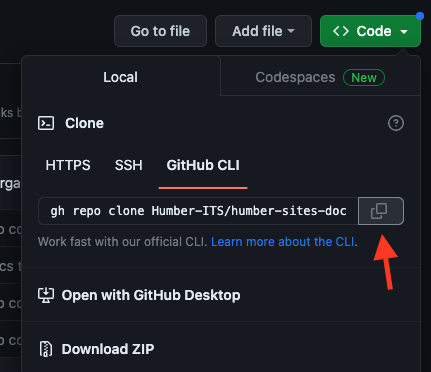 Go to file Add file Code
Local Codespaces New
Clone
HTTPS SSH GitHub CLI
gh repo clone Humber-ITS/humber-sites-doc
Work fast with our official CLI. Learn more about the CLI.
Open with GitHub Desktop
Download ZIP